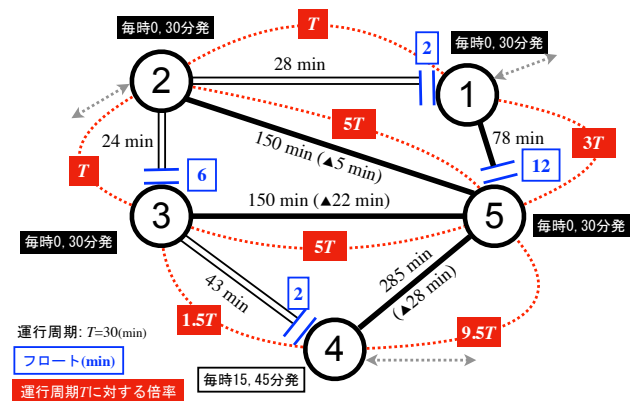 毎時0, 30分発
T
2
毎時0, 30分発
2
28 min
1
24 min
5T
78 min
3T
T
150 min (▲5 min)
6
12
150 min (▲22 min)
3
5
毎時0, 30分発
毎時0, 30分発
5T
43 min
2
285 min
(▲28 min)
1.5T
9.5T
4
運行周期: T=30(min)
フロート(min)
毎時15, 45分発
運行周期Tに対する倍率